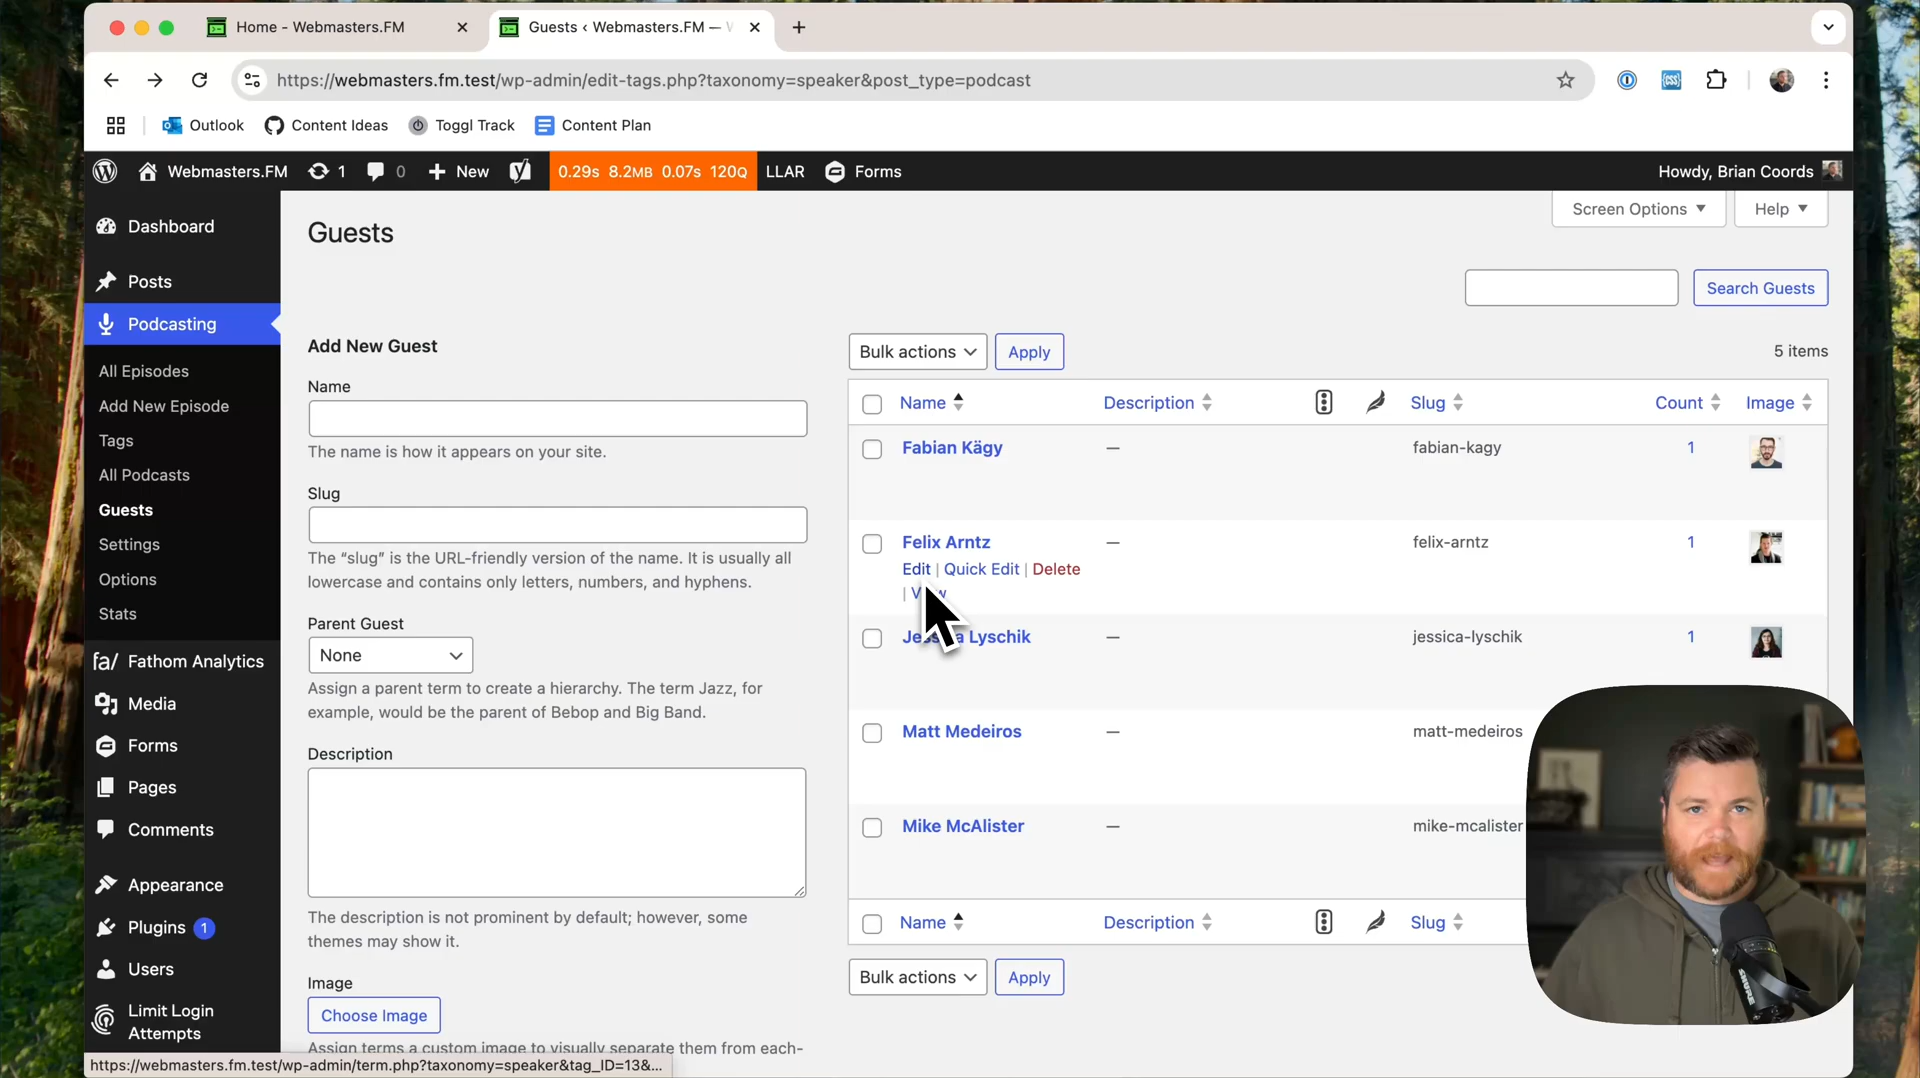 Home - Webmasters.FM
Guests ‹ Webmasters.FM —
https://webmasters.fm.test/wp-admin/edit-tags.php?taxonomy=speaker&post_type=podcast
Outlook
Content Ideas
Toggl Track
Content Plan
Webmasters.FM
1
0
New
0.29s 8.2MB 0.07s 120Q
LLAR
Forms
Howdy, Brian Coords
Dashboard
Posts
Podcasting
All Episodes
Add New Episode
Tags
All Podcasts
Guests
Settings
Options
Stats
fa/ Fathom Analytics
Media
Forms
Pages
Comments
Appearance
Plugins 1
Users
Limit Login
Attempts
Guests
Screen Options
Help
Search Guests
Add New Guest
Name
The name is how it appears on your site.
Slug
The “slug” is the URL-friendly version of the name. It is usually all
lowercase and contains only letters, numbers, and hyphens.
Parent Guest
None
Assign a parent term to create a hierarchy. The term Jazz, for
example, would be the parent of Bebop and Big Band.
Description
The description is not prominent by default; however, some
themes may show it.
Image
Choose Image
Assign terms a custom image to visually separate them from each-
Bulk actions
Apply
5 items
Name Description Slug Count Image
Fabian Kägy — fabian-kagy 1
Felix Arntz — felix-arntz 1
Edit | Quick Edit | Delete
| View
Jessica Lyschik — jessica-lyschik 1
Matt Medeiros — matt-medeiros
Mike McAlister — mike-mcalister
Name Description Slug
Bulk actions
Apply
SHURE
https://webmasters.fm.test/wp-admin/term.php?taxonomy=speaker&tag_ID=13&...